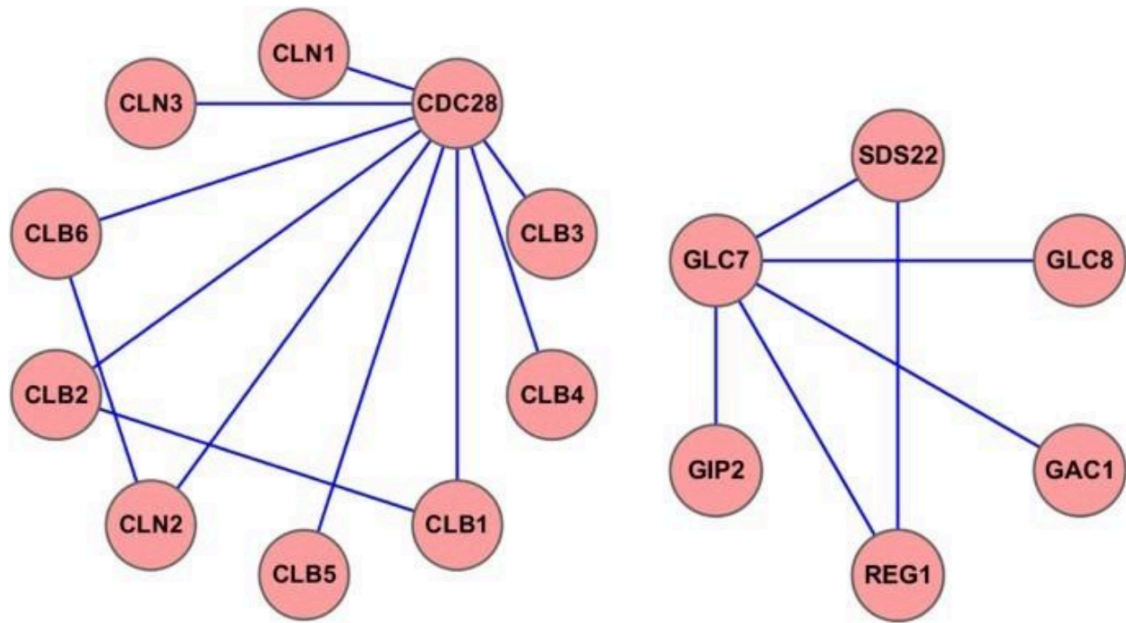 CLN1
CLN3
CDC28
CLB6
CLB3
CLB2
CLB4
CLN2
CLB1
CLB5
SDS22
GLC7
GLC8
GIP2
GAC1
REG1